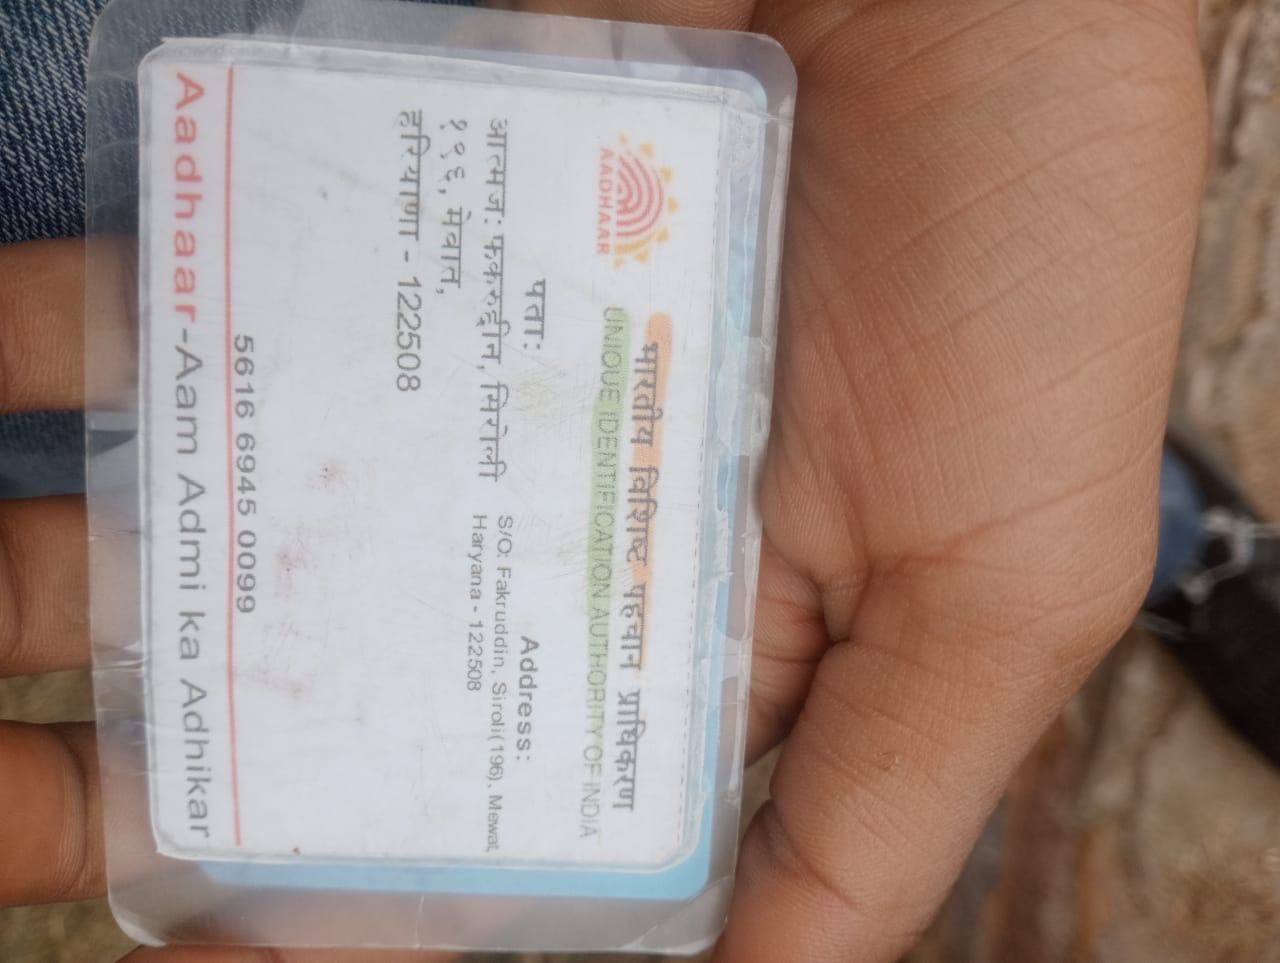 भारतीय विशिष्ट पहचान प्राधिकरण
UNIQUE IDENTIFICATION AUTHORITY OF INDIA
AADHAAR
पता:
आत्मज: फकरुद्दीन, सिरोली
१९६, मेवात,
हरियाणा - 122508
Address:
S/O: Fakruddin, Siroli(196), Mewat,
Haryana - 122508
5616 6945 0099
Aadhaar-Aam Admi ka Adhikar